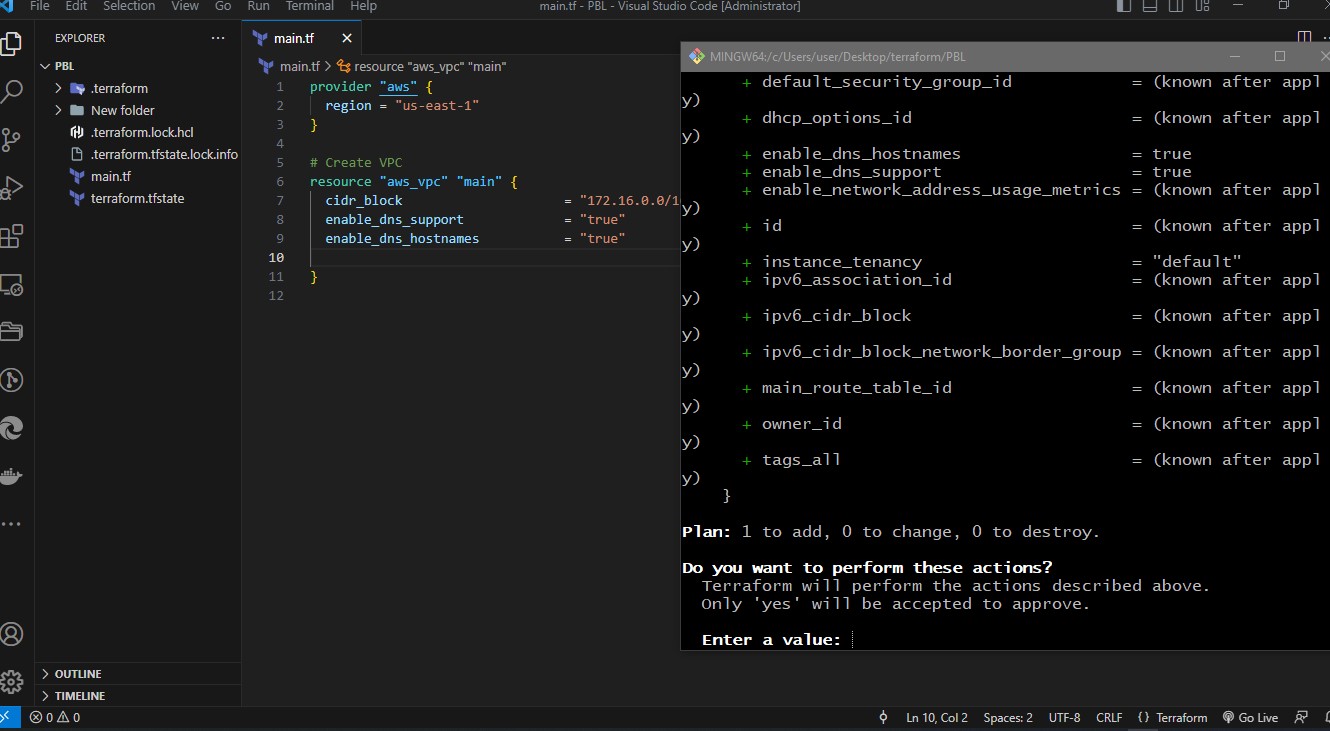 File Edit Selection View Go Run Terminal Help
main.tf - PBL - Visual Studio Code [Administrator]
EXPLORER
PBL
.terraform
New folder
.terraform.lock.hcl
.terraform.tfstate.lock.info
main.tf
terraform.tfstate
OUTLINE
TIMELINE
main.tf
main.tf > resource "aws_vpc" "main"
1 provider "aws" {
2 region = "us-east-1"
3 }
4
5 # Create VPC
6 resource "aws_vpc" "main" {
7 cidr_block = "172.16.0.0/1
8 enable_dns_support = "true"
9 enable_dns_hostnames = "true"
10
11 }
12
MINGW64:/c/Users/user/Desktop/terraform/PBL
+ default_security_group_id = (known after appl
y)
+ dhcp_options_id = (known after appl
y)
+ enable_dns_hostnames = true
+ enable_dns_support = true
+ enable_network_address_usage_metrics = (known after appl
y)
+ id = (known after appl
y)
+ instance_tenancy = "default"
+ ipv6_association_id = (known after appl
y)
+ ipv6_cidr_block = (known after appl
y)
+ ipv6_cidr_block_network_border_group = (known after appl
y)
+ main_route_table_id = (known after appl
y)
+ owner_id = (known after appl
y)
+ tags_all = (known after appl
y)
}
Plan: 1 to add, 0 to change, 0 to destroy.
Do you want to perform these actions?
Terraform will perform the actions described above.
Only 'yes' will be accepted to approve.
Enter a value:
0 0
Ln 10, Col 2 Spaces: 2 UTF-8 CRLF {} Terraform Go Live